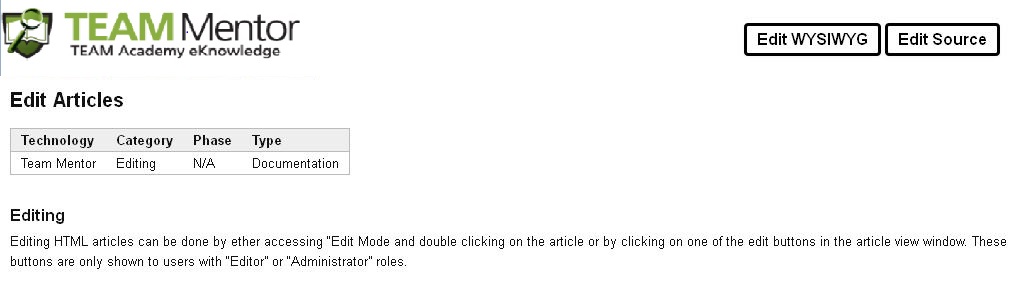 TEAM Mentor
TEAM Academy eKnowledge
Edit WYSIWYG Edit Source
Edit Articles
Technology Category Phase Type
Team Mentor Editing N/A Documentation
Editing
Editing HTML articles can be done by ether accessing "Edit Mode and double clicking on the article or by clicking on one of the edit buttons in the article view window. These
buttons are only shown to users with "Editor" or "Administrator" roles.